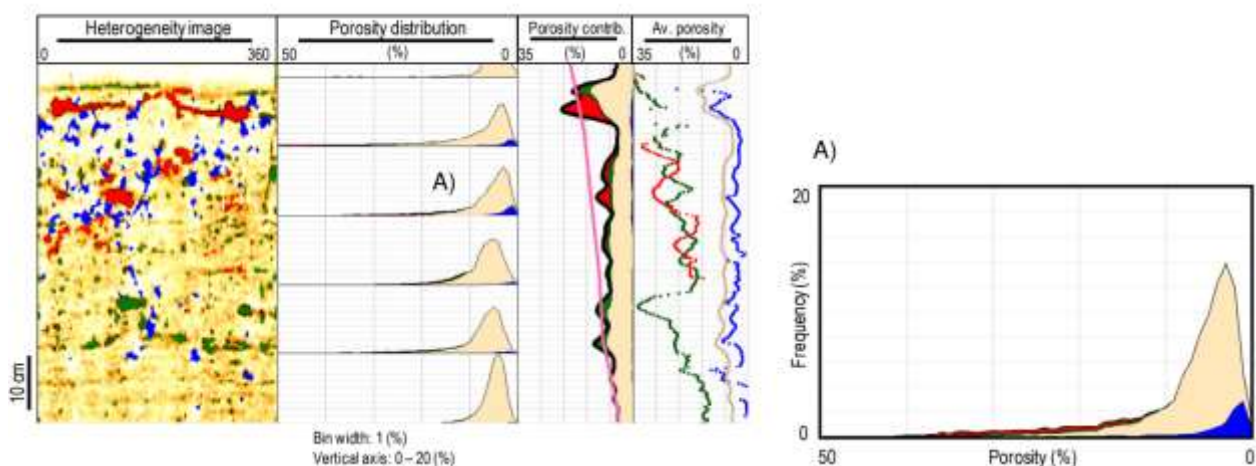 Heterogeneity image
0 360
Porosity distribution
50 (%) 0
Porosity contrib.
35 (%) 0
Av. porosity
35 (%) 0
A)
10 cm
Bin width: 1 (%)
Vertical axis: 0 – 20 (%)
A)
20
Frequency (%)
0
50 Porosity (%) 0